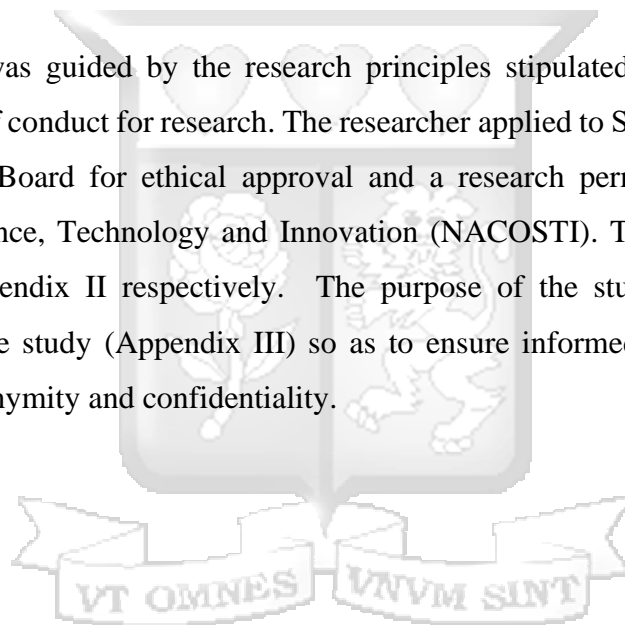 was guided by the research principles stipulated
f conduct for research. The researcher applied to S
Board for ethical approval and a research perm
nce, Technology and Innovation (NACOSTI). T
endix II respectively. The purpose of the stu
e study (Appendix III) so as to ensure informed
nymity and confidentiality.
VT OMNES VNVM SINT